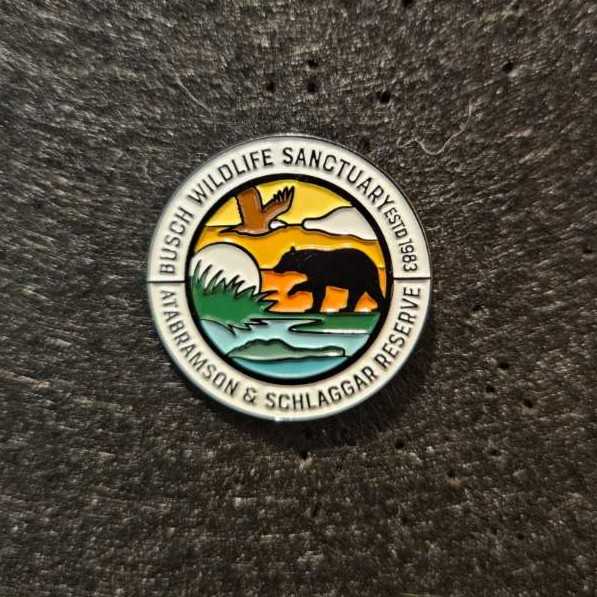 BUSCH WILDLIFE SANCTUARY ESTD 1983
ATABRAMSON & SCHLAGGAR RESERVE